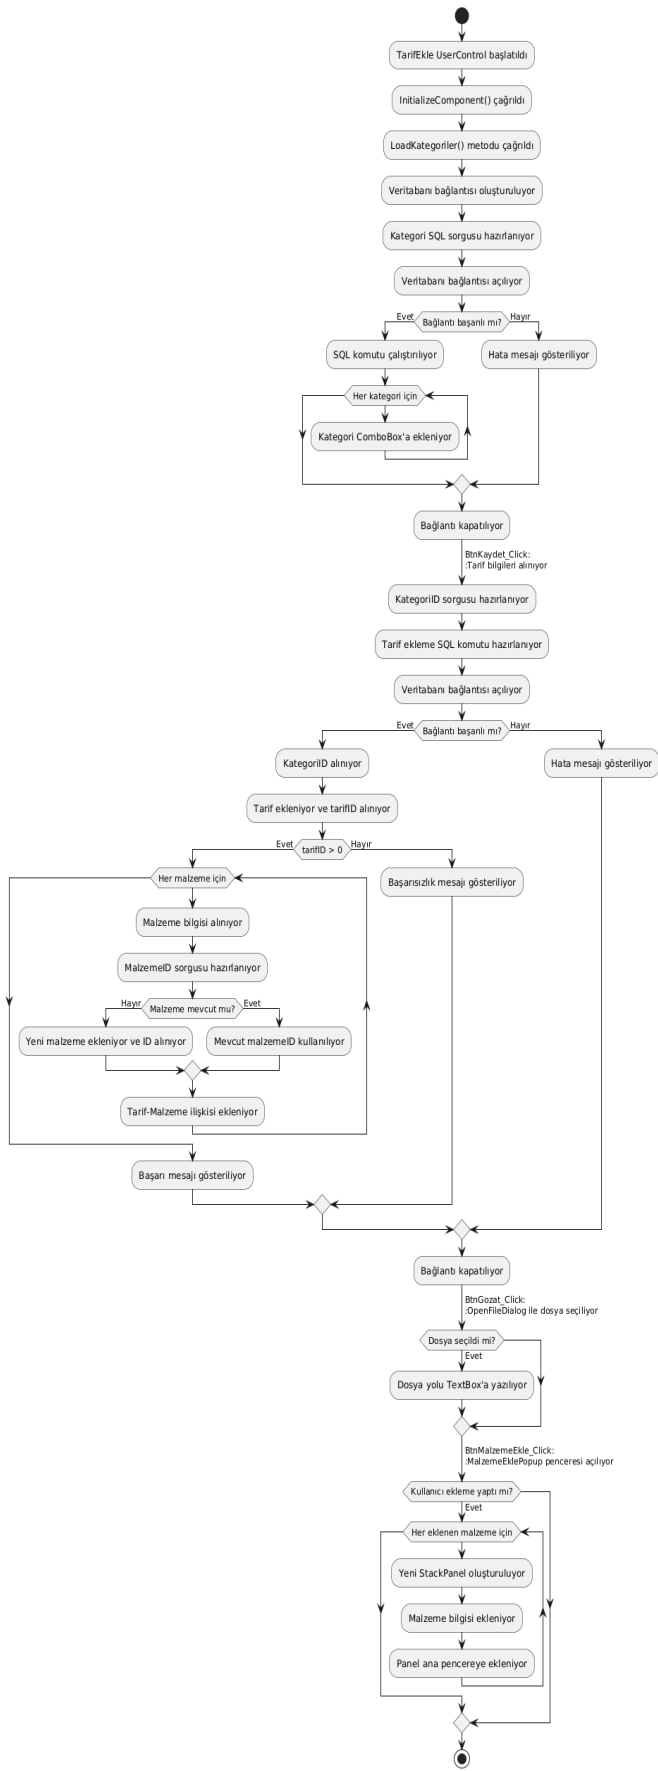 TarifEkle UserControl başlatıldı
InitializeComponent() çağrıldı
LoadKategoriler() metodu çağrıldı
Veritabanı bağlantısı oluşturuluyor
Kategori SQL sorgusu hazırlanıyor
Veritabanı bağlantısı açılıyor
Bağlantı başarılı mı?
Evet
Hayır
SQL komutu çalıştırılıyor
Hata mesajı gösteriliyor
Her kategori için
Kategori ComboBox'a ekleniyor
Bağlantı kapatılıyor
BtnKaydet_Click:
:Tarif bilgileri alınıyor
KategoriID sorgusu hazırlanıyor
Tarif ekleme SQL komutu hazırlanıyor
Veritabanı bağlantısı açılıyor
Bağlantı başarılı mı?
Evet
Hayır
KategoriID alınıyor
Hata mesajı gösteriliyor
Tarif ekleniyor ve tarifID alınıyor
tarifID > 0
Evet
Hayır
Her malzeme için
Başarısızlık mesajı gösteriliyor
Malzeme bilgisi alınıyor
MalzemeID sorgusu hazırlanıyor
Malzeme mevcut mu?
Hayır
Evet
Yeni malzeme ekleniyor ve ID alınıyor
Mevcut malzemeID kullanılıyor
Tarif-Malzeme ilişkisi ekleniyor
Başarı mesajı gösteriliyor
Bağlantı kapatılıyor
BtnGozat_Click:
:OpenFileDialog ile dosya seçiliyor
Dosya seçildi mi?
Evet
Dosya yolu TextBox'a yazılıyor
BtnMalzemeEkle_Click:
:MalzemeEklePopup penceresi açılıyor
Kullanıcı ekleme yaptı mı?
Evet
Her eklenen malzeme için
Yeni StackPanel oluşturuluyor
Malzeme bilgisi ekleniyor
Panel ana pencereye ekleniyor